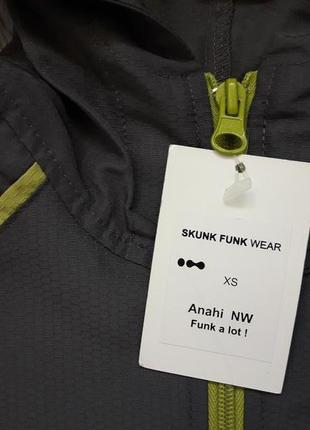 SKUNK FUNK WEAR
XS
Anahi NW
Funk a lot !